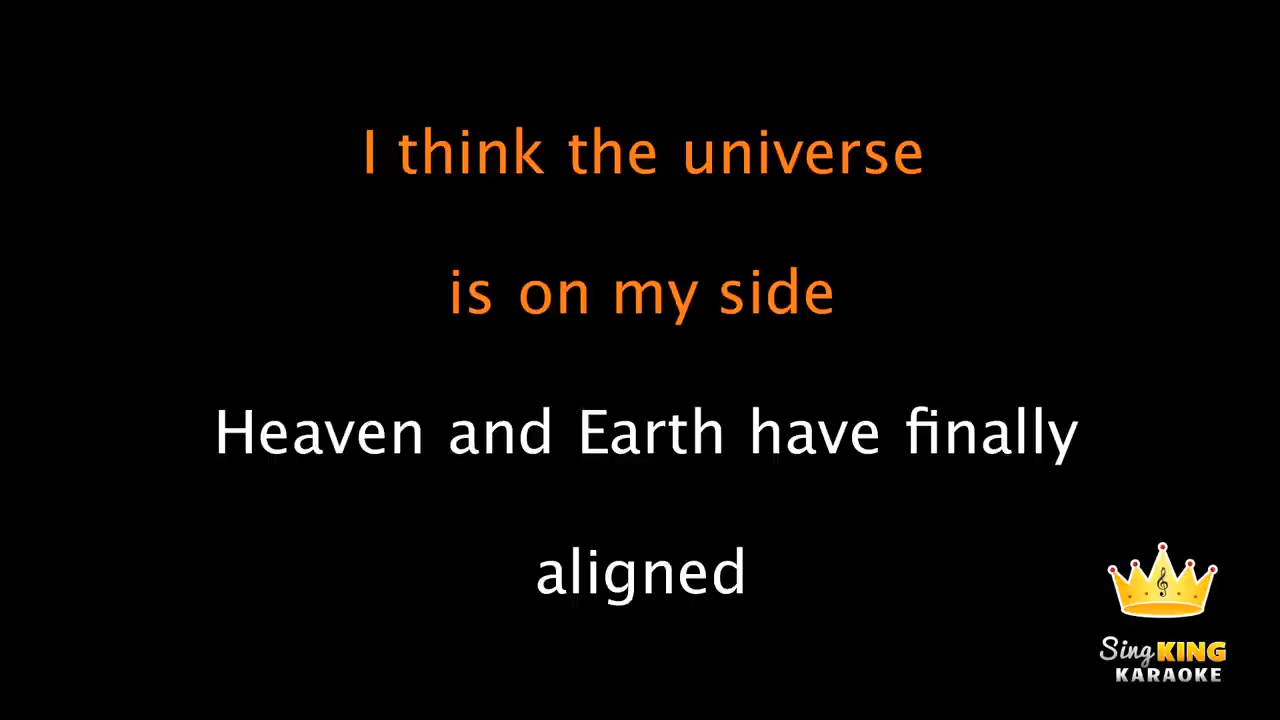 I think the universe
is on my side
Heaven and Earth have finally
aligned
Sing KING
KARAOKE